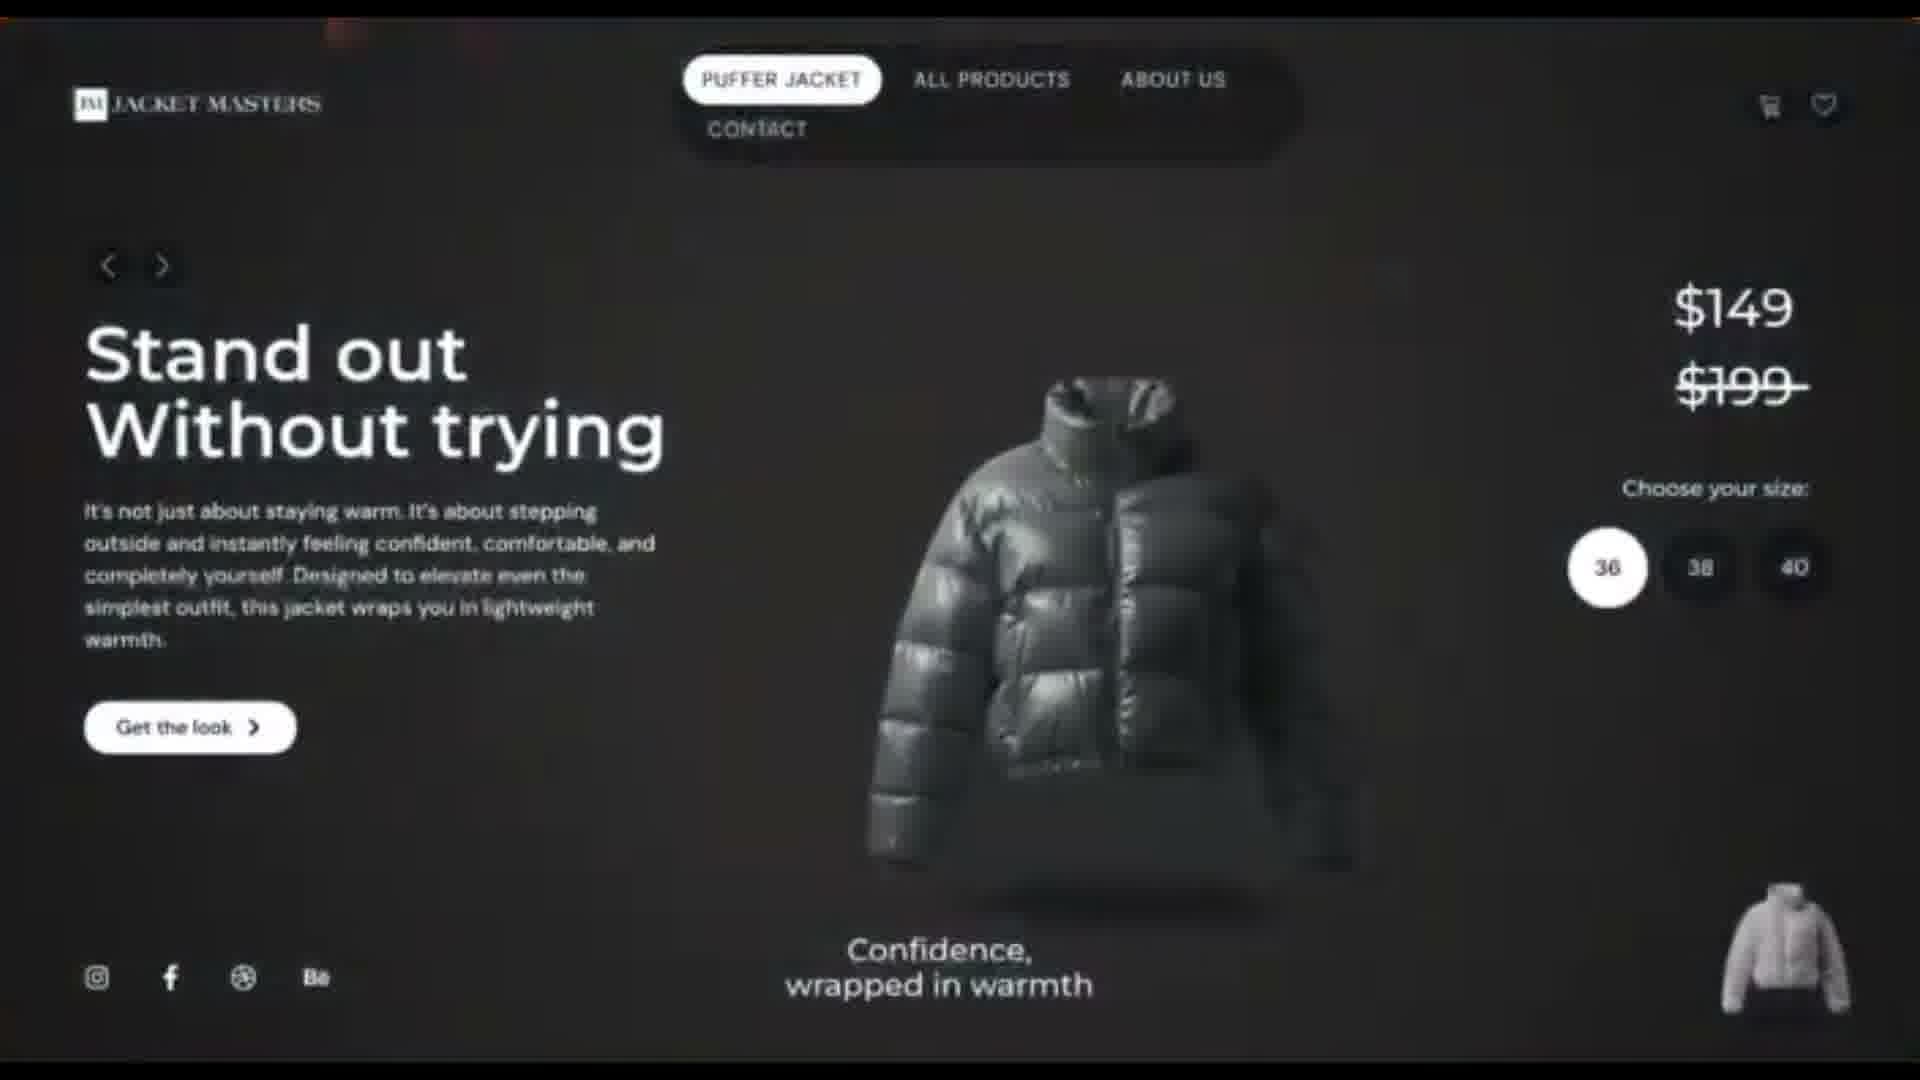 JM JACKET MASTERS
PUFFER JACKET ALL PRODUCTS ABOUT US
CONTACT
Stand out
Without trying
It's not just about staying warm. It's about stepping
outside and instantly feeling confident, comfortable, and
completely yourself. Designed to elevate even the
simplest outfit, this jacket wraps you in lightweight
warmth.
Get the look
$149
$199
Choose your size:
36 38 40
Confidence,
wrapped in warmth
Bē